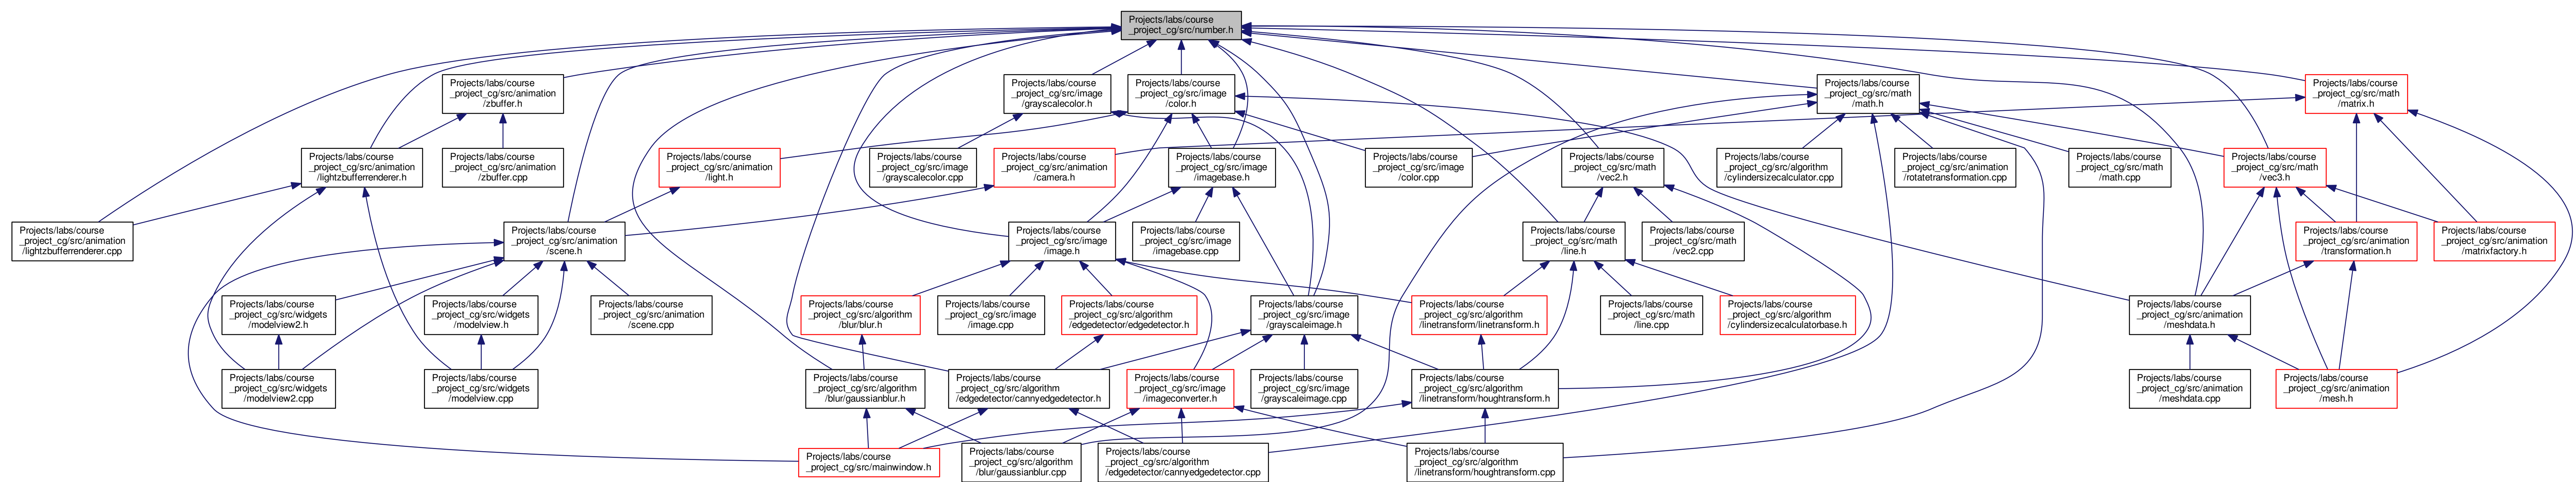 Projects/labs/course
_project_cg/src/number.h
Projects/labs/course
_project_cg/src/animation
/zbuffer.h
Projects/labs/course
_project_cg/src/image
/grayscalecolor.h
Projects/labs/course
_project_cg/src/image
/color.h
Projects/labs/course
_project_cg/src/math
/math.h
Projects/labs/course
_project_cg/src/math
/matrix.h
Projects/labs/course
_project_cg/src/animation
/lightzbufferrenderer.h
Projects/labs/course
_project_cg/src/animation
/zbuffer.cpp
Projects/labs/course
_project_cg/src/animation
/light.h
Projects/labs/course
_project_cg/src/image
/grayscalecolor.cpp
Projects/labs/course
_project_cg/src/animation
/camera.h
Projects/labs/course
_project_cg/src/image
/imagebase.h
Projects/labs/course
_project_cg/src/image
/color.cpp
Projects/labs/course
_project_cg/src/math
/vec2.h
Projects/labs/course
_project_cg/src/algorithm
/cylindersizecalculator.cpp
Projects/labs/course
_project_cg/src/animation
/rotatetransformation.cpp
Projects/labs/course
_project_cg/src/math
/math.cpp
Projects/labs/course
_project_cg/src/math
/vec3.h
Projects/labs/course
_project_cg/src/animation
/lightzbufferrenderer.cpp
Projects/labs/course
_project_cg/src/animation
/scene.h
Projects/labs/course
_project_cg/src/image
/image.h
Projects/labs/course
_project_cg/src/image
/imagebase.cpp
Projects/labs/course
_project_cg/src/math
/line.h
Projects/labs/course
_project_cg/src/math
/vec2.cpp
Projects/labs/course
_project_cg/src/animation
/transformation.h
Projects/labs/course
_project_cg/src/animation
/matrixfactory.h
Projects/labs/course
_project_cg/src/widgets
/modelview2.h
Projects/labs/course
_project_cg/src/widgets
/modelview.h
Projects/labs/course
_project_cg/src/animation
/scene.cpp
Projects/labs/course
_project_cg/src/algorithm
/blur/blur.h
Projects/labs/course
_project_cg/src/image
/image.cpp
Projects/labs/course
_project_cg/src/algorithm
/edgedetector/edgedetector.h
Projects/labs/course
_project_cg/src/image
/grayscaleimage.h
Projects/labs/course
_project_cg/src/algorithm
/linetransform/linetransform.h
Projects/labs/course
_project_cg/src/math
/line.cpp
Projects/labs/course
_project_cg/src/algorithm
/cylindersizecalculatorbase.h
Projects/labs/course
_project_cg/src/animation
/meshdata.h
Projects/labs/course
_project_cg/src/widgets
/modelview2.cpp
Projects/labs/course
_project_cg/src/widgets
/modelview.cpp
Projects/labs/course
_project_cg/src/algorithm
/blur/gaussianblur.h
Projects/labs/course
_project_cg/src/algorithm
/edgedetector/cannyedgedetector.h
Projects/labs/course
_project_cg/src/image
/imageconverter.h
Projects/labs/course
_project_cg/src/image
/grayscaleimage.cpp
Projects/labs/course
_project_cg/src/algorithm
/linetransform/houghtransform.h
Projects/labs/course
_project_cg/src/animation
/meshdata.cpp
Projects/labs/course
_project_cg/src/animation
/mesh.h
Projects/labs/course
_project_cg/src/mainwindow.h
Projects/labs/course
_project_cg/src/algorithm
/blur/gaussianblur.cpp
Projects/labs/course
_project_cg/src/algorithm
/edgedetector/cannyedgedetector.cpp
Projects/labs/course
_project_cg/src/algorithm
/linetransform/houghtransform.cpp